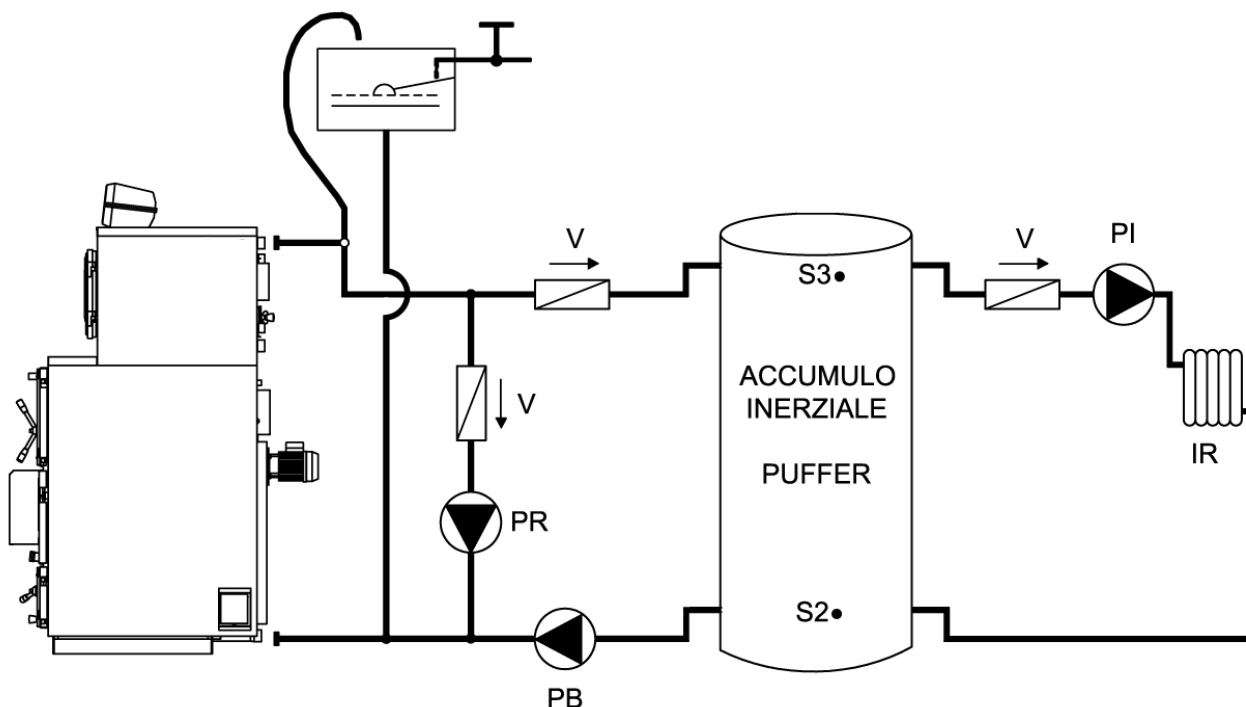 V
V
PI
S3
ACCUMULO
INERZIALE
PUFFER
V
IR
PR
S2
PB